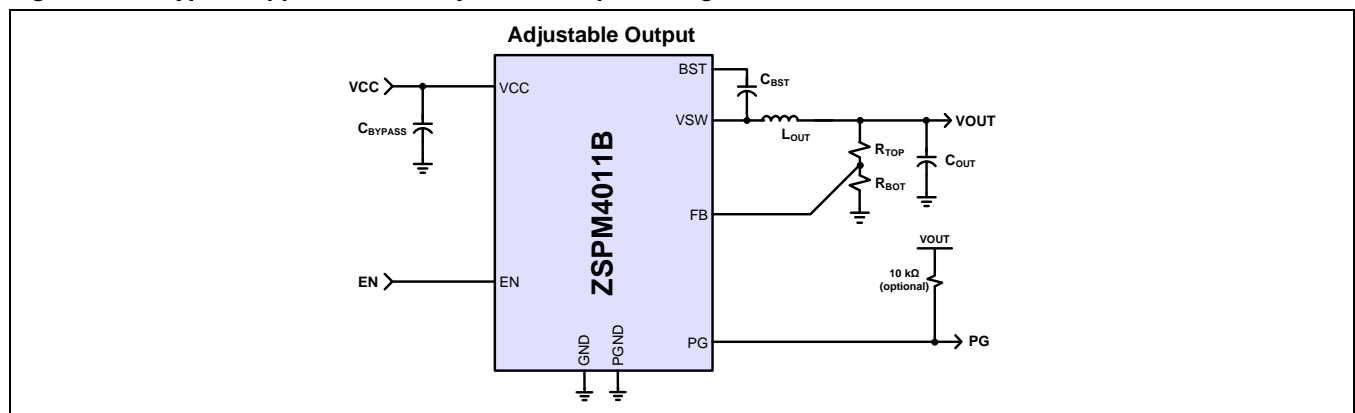 Adjustable Output
BST
CBST
VCC
VCC
VSW
VOUT
CBYPASS
LOUT
RTOP
COUT
RBOT
ZSPM4011B
FB
VOUT
10 kΩ
(optional)
EN
EN
GND
PGND
PG
PG